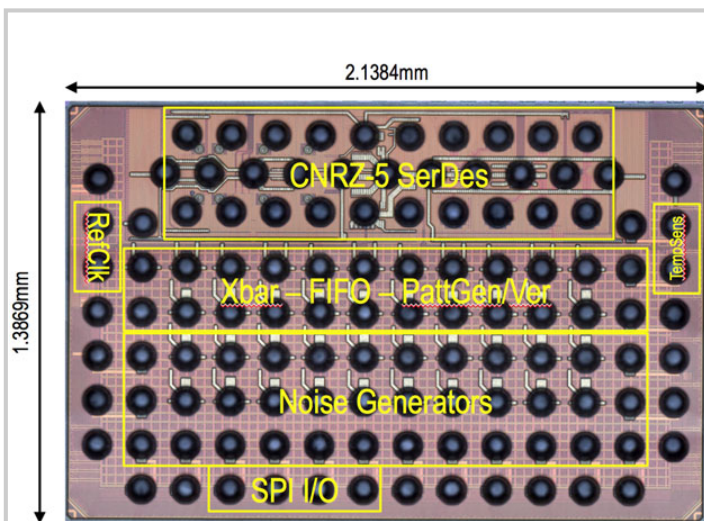 2.1384mm
1.3869mm
CNRZ-5 SerDes
RefClk
TempSens
Xbar – FIFO – PattGen/Ver
Noise Generators
SPI I/O